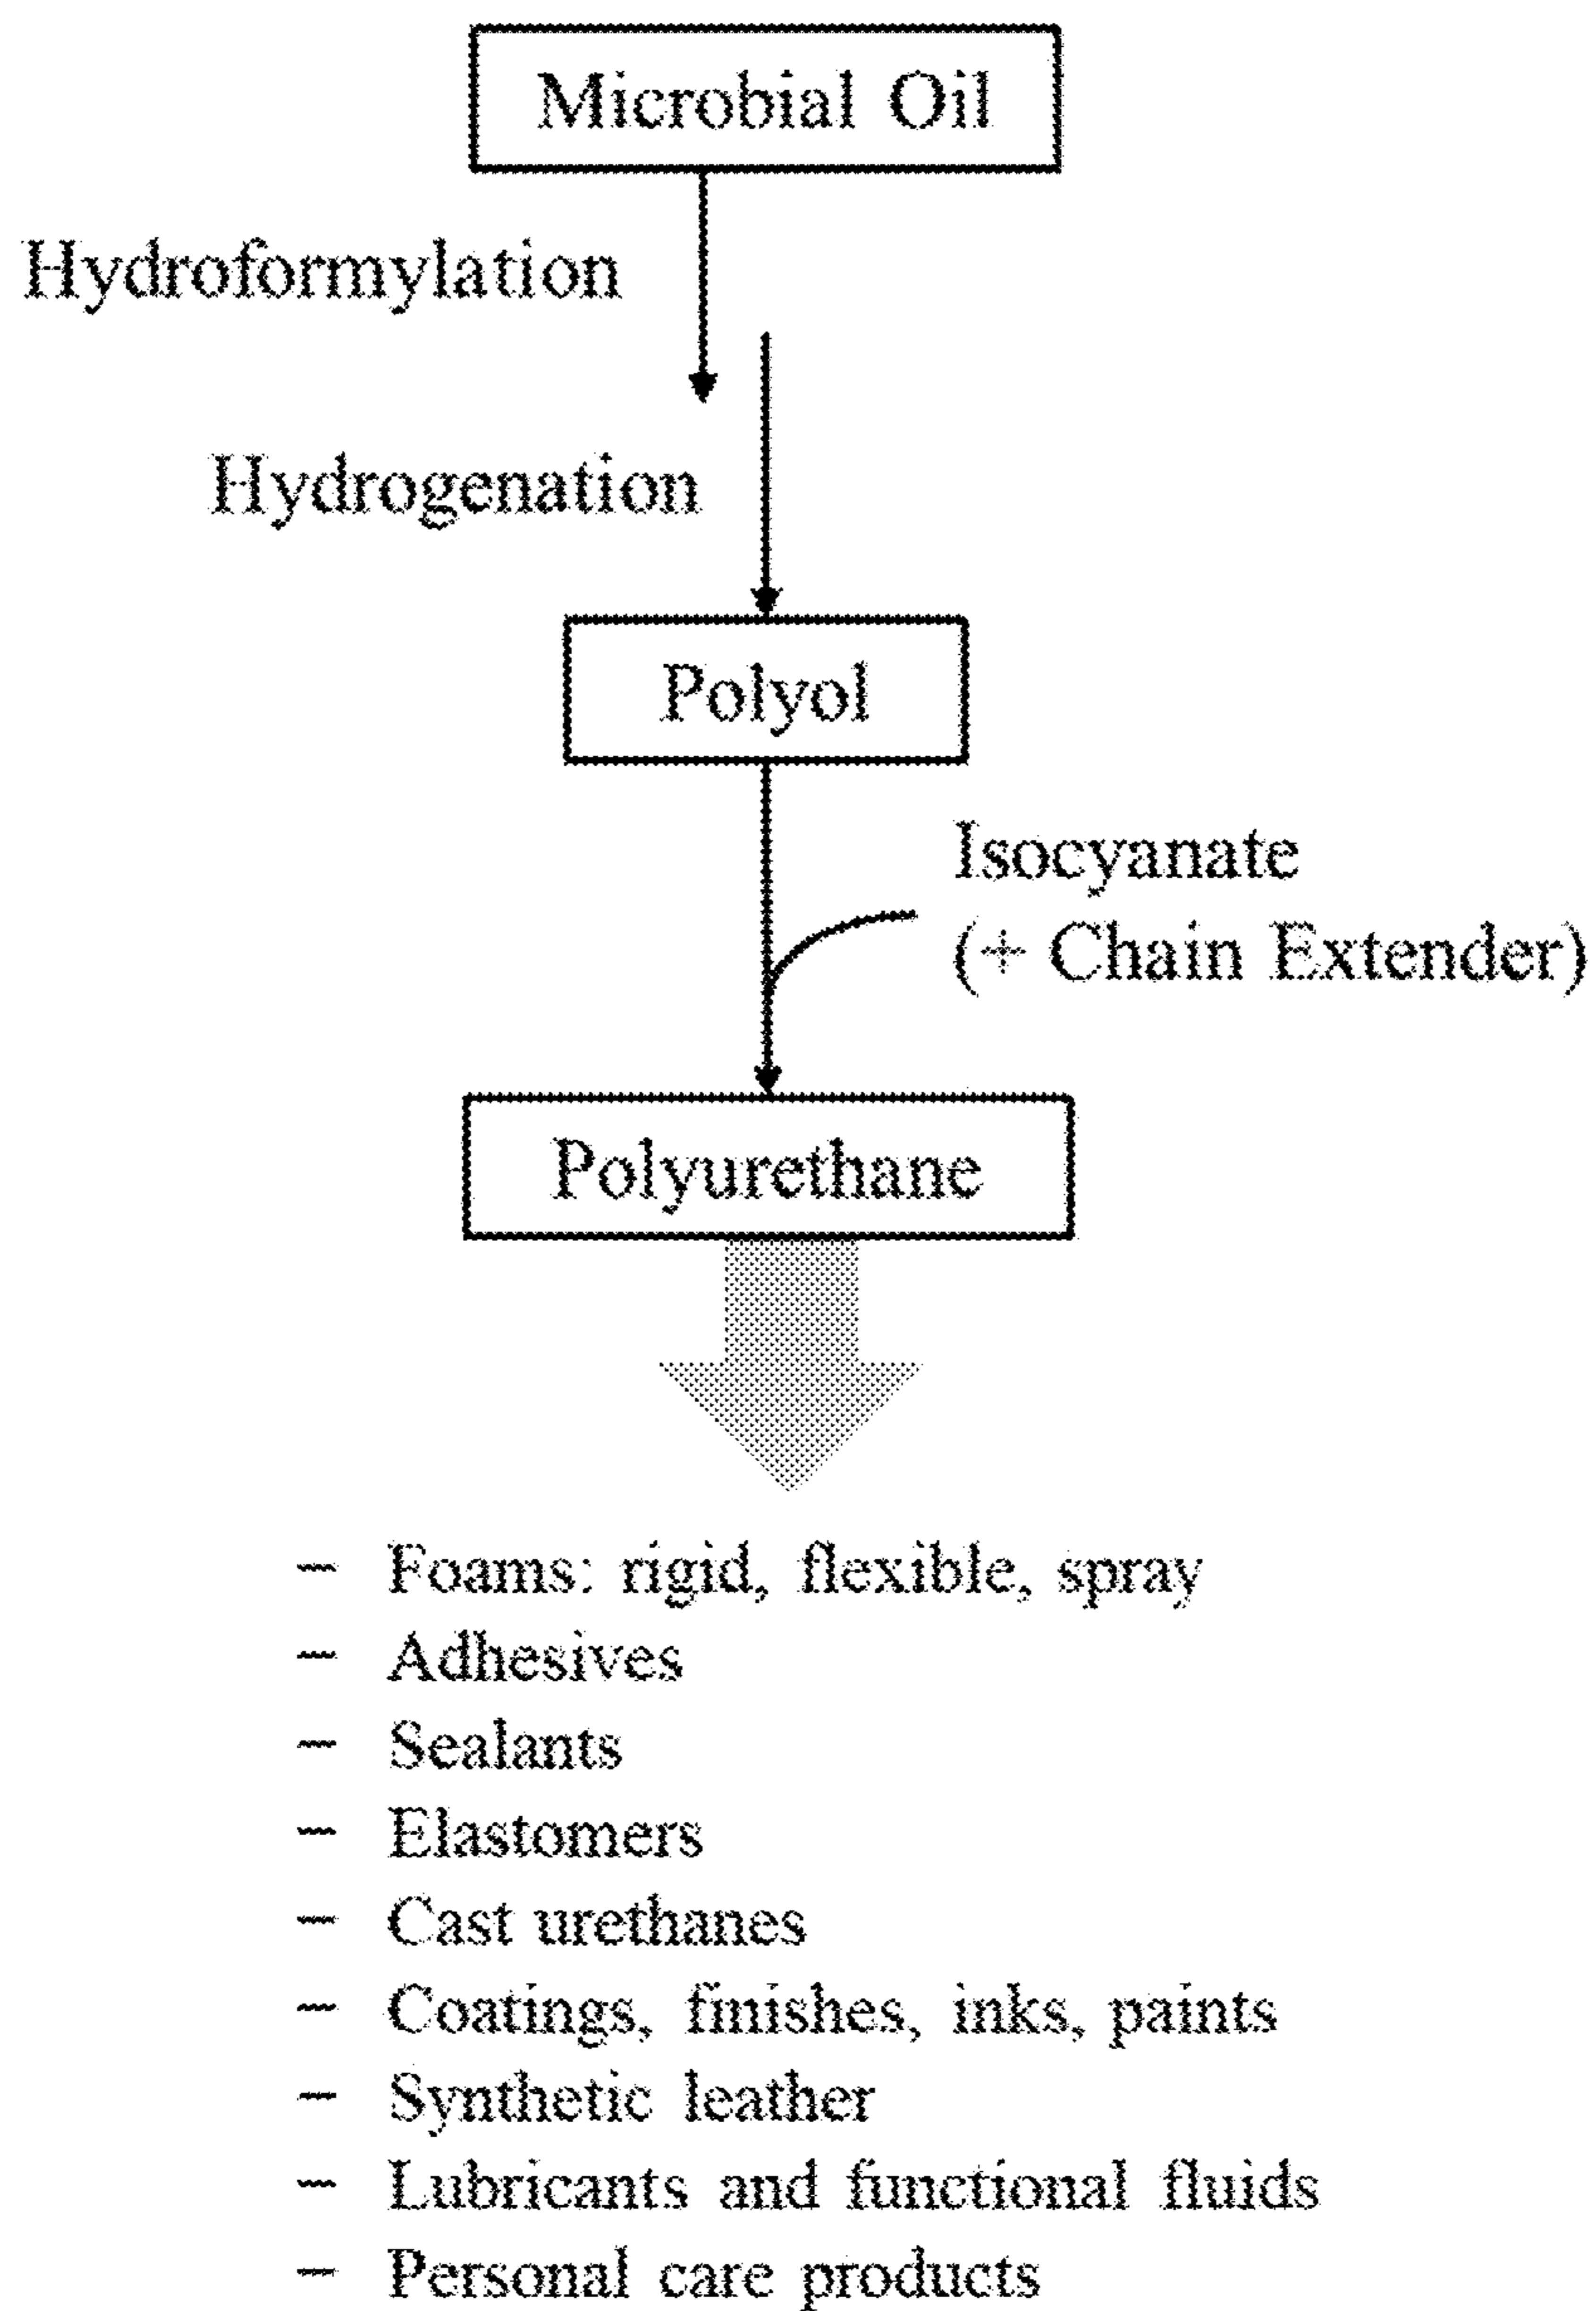 Microbial Oil
Hydroformylation
Hydrogenation
Polyol
Isocyanate
(+ Chain Extender)
Polyurethane
– Foams: rigid, flexible, spray
– Adhesives
– Sealants
– Elastomers
– Cast urethanes
– Coatings, finishes, inks, paints
– Synthetic leather
– Lubricants and functional fluids
– Personal care products